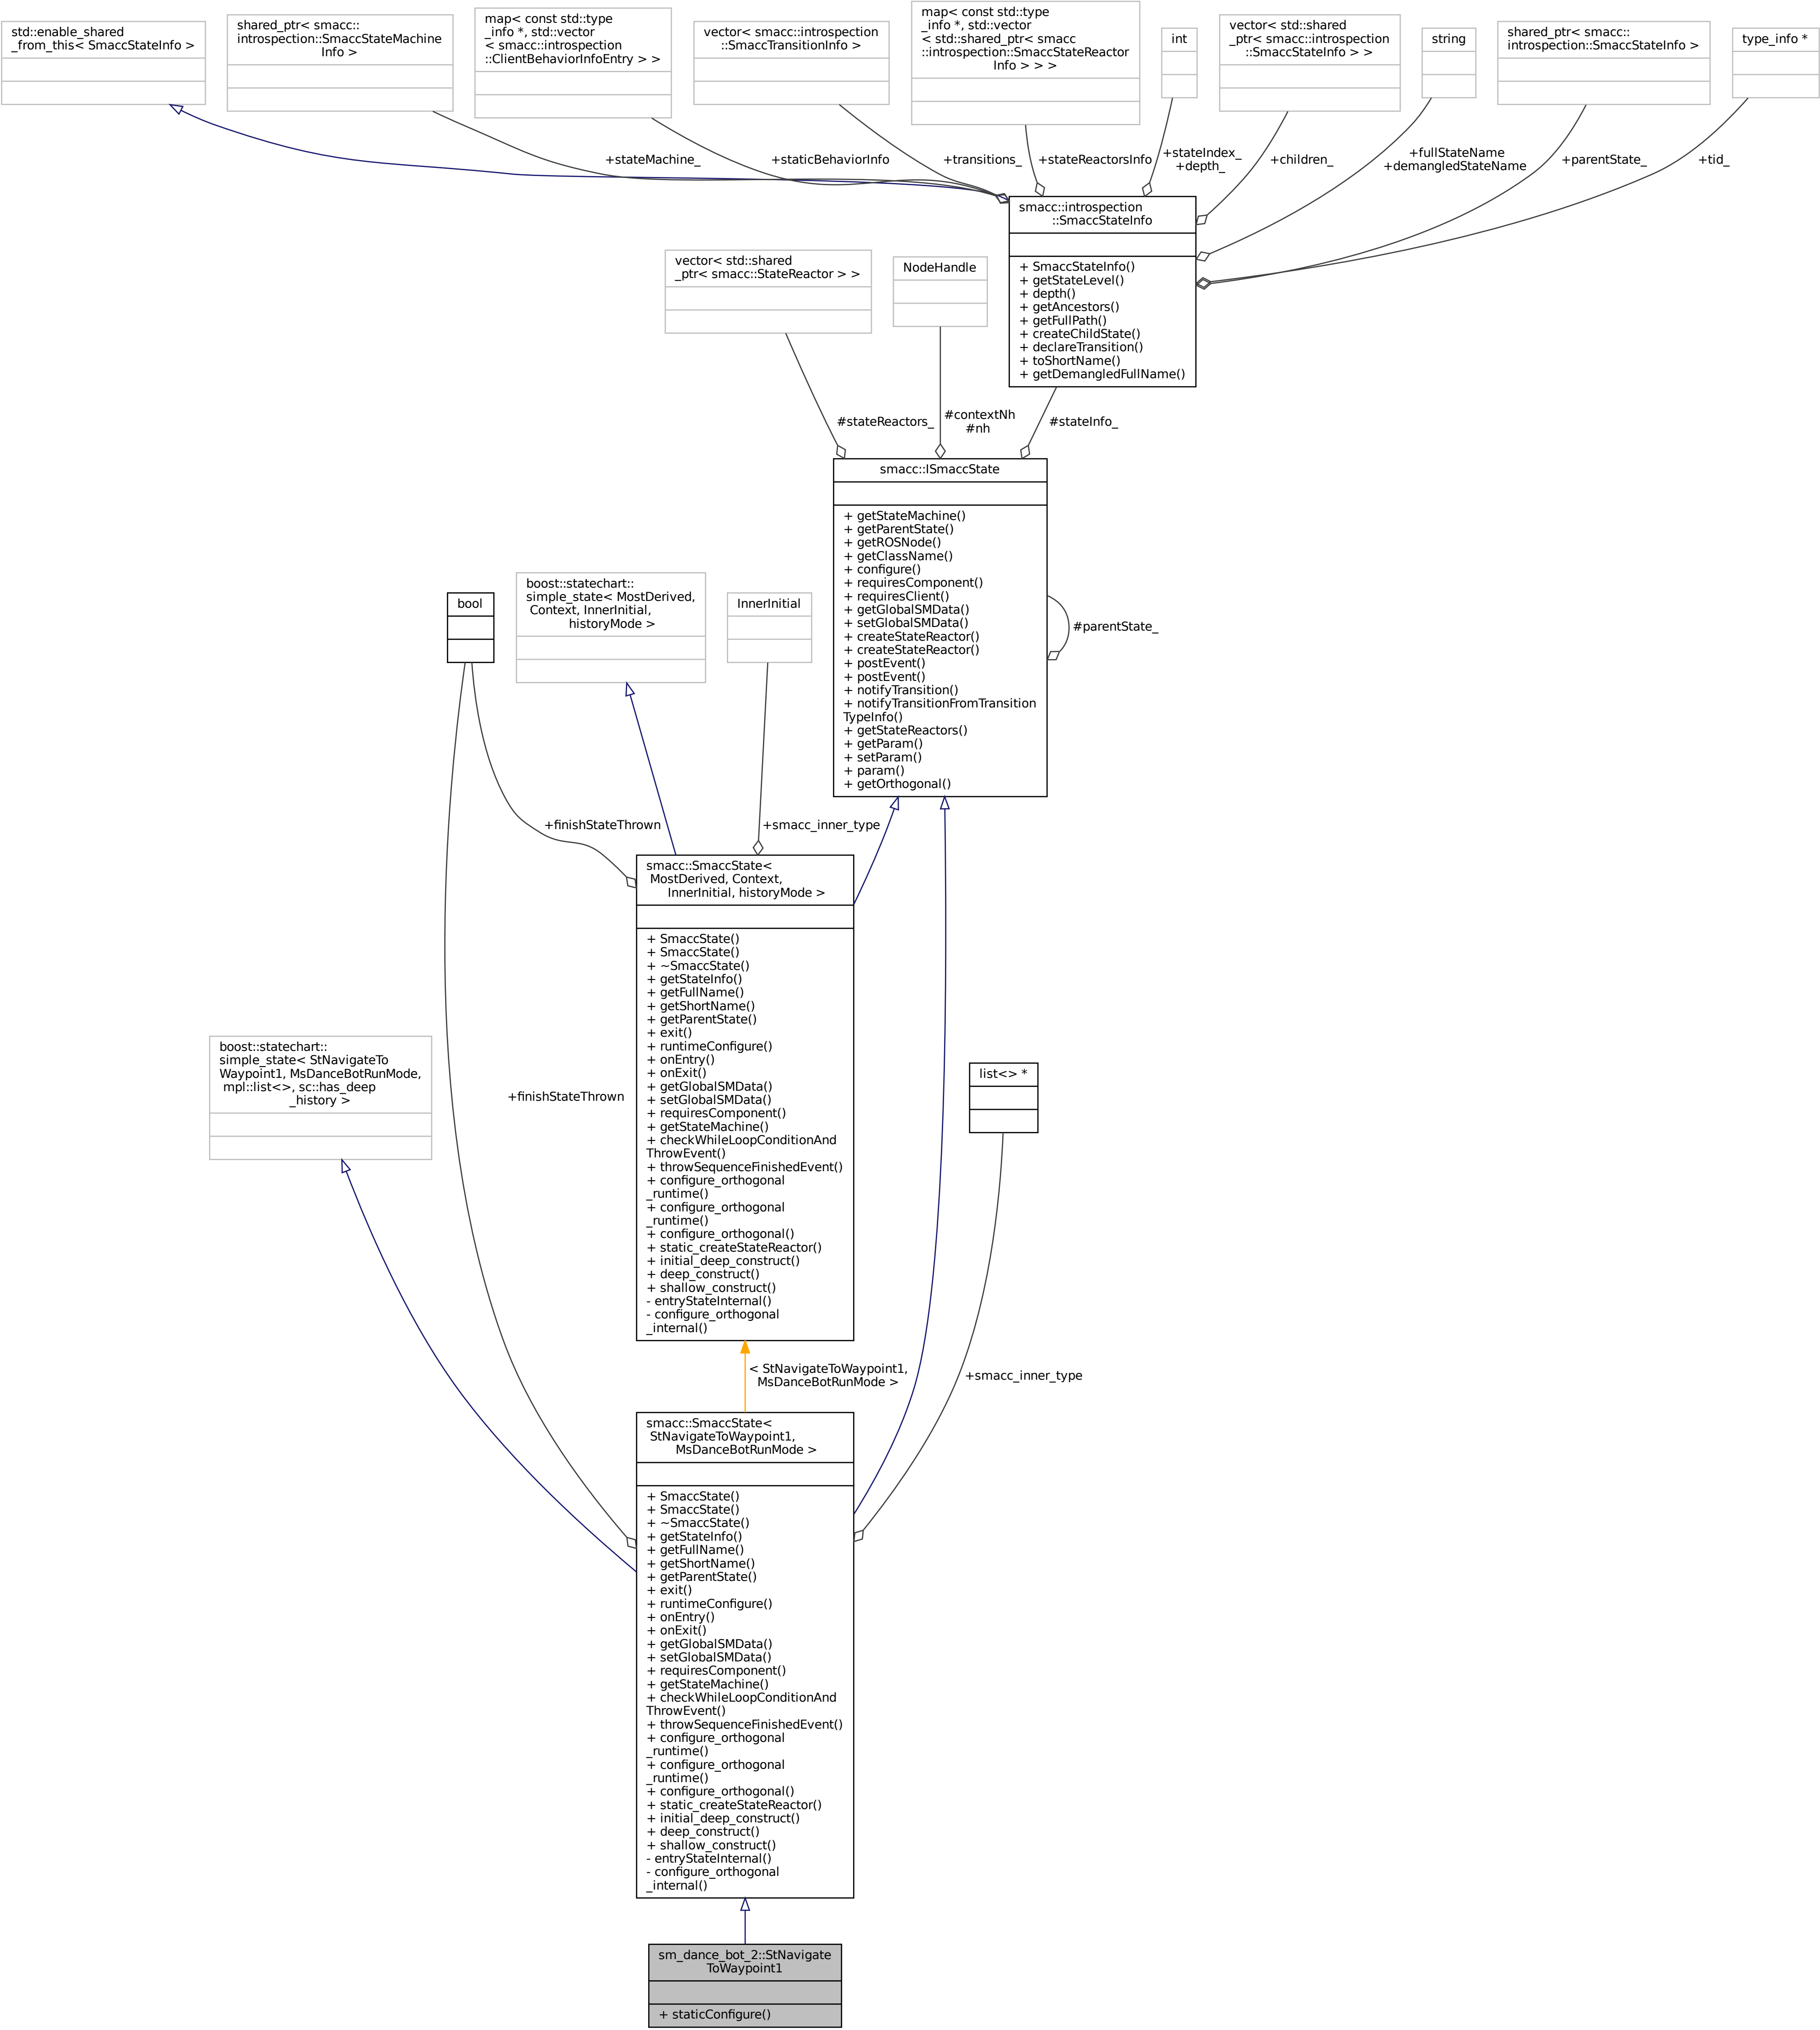 std::enable_shared
_from_this< SmaccStateInfo >
shared_ptr< smacc::
introspection::SmaccStateMachine
Info >
map< const std::type
_info *, std::vector
< smacc::introspection
::ClientBehaviorInfoEntry > >
vector< smacc::introspection
::SmaccTransitionInfo >
map< const std::type
_info *, std::vector
< std::shared_ptr< smacc
::introspection::SmaccStateReactor
Info > > >
int
vector< std::shared
_ptr< smacc::introspection
::SmaccStateInfo > >
string
shared_ptr< smacc::
introspection::SmaccStateInfo >
type_info *
+stateMachine_
+staticBehaviorInfo
+transitions_
+stateReactorsInfo
+stateIndex_
+depth_
+children_
+fullStateName
+demangledStateName
+parentState_
+tid_
smacc::introspection
::SmaccStateInfo
+ SmaccStateInfo()
+ getStateLevel()
+ depth()
+ getAncestors()
+ getFullPath()
+ createChildState()
+ declareTransition()
+ toShortName()
+ getDemangledFullName()
vector< std::shared
_ptr< smacc::StateReactor > >
NodeHandle
#stateReactors_
#contextNh
#nh
#stateInfo_
smacc::ISmaccState
+ getStateMachine()
+ getParentState()
+ getROSNode()
+ getClassName()
+ configure()
+ requiresComponent()
+ requiresClient()
+ getGlobalSMData()
+ setGlobalSMData()
+ createStateReactor()
+ createStateReactor()
+ postEvent()
+ postEvent()
+ notifyTransition()
+ notifyTransitionFromTransition
TypeInfo()
+ getStateReactors()
+ getParam()
+ setParam()
+ param()
+ getOrthogonal()
#parentState_
bool
boost::statechart::
simple_state< MostDerived,
Context, InnerInitial,
historyMode >
InnerInitial
+finishStateThrown
+smacc_inner_type
smacc::SmaccState<
MostDerived, Context,
InnerInitial, historyMode >
+ SmaccState()
+ SmaccState()
+ ~SmaccState()
+ getStateInfo()
+ getFullName()
+ getShortName()
+ getParentState()
+ exit()
+ runtimeConfigure()
+ onEntry()
+ onExit()
+ getGlobalSMData()
+ setGlobalSMData()
+ requiresComponent()
+ getStateMachine()
+ checkWhileLoopConditionAnd
ThrowEvent()
+ throwSequenceFinishedEvent()
+ configure_orthogonal
_runtime()
+ configure_orthogonal
_runtime()
+ configure_orthogonal()
+ static_createStateReactor()
+ initial_deep_construct()
+ deep_construct()
+ shallow_construct()
- entryStateInternal()
- configure_orthogonal
_internal()
boost::statechart::
simple_state< StNavigateTo
Waypoint1, MsDanceBotRunMode,
mpl::list<>, sc::has_deep
_history >
+finishStateThrown
list<> *
< StNavigateToWaypoint1,
MsDanceBotRunMode >
+smacc_inner_type
smacc::SmaccState<
StNavigateToWaypoint1,
MsDanceBotRunMode >
+ SmaccState()
+ SmaccState()
+ ~SmaccState()
+ getStateInfo()
+ getFullName()
+ getShortName()
+ getParentState()
+ exit()
+ runtimeConfigure()
+ onEntry()
+ onExit()
+ getGlobalSMData()
+ setGlobalSMData()
+ requiresComponent()
+ getStateMachine()
+ checkWhileLoopConditionAnd
ThrowEvent()
+ throwSequenceFinishedEvent()
+ configure_orthogonal
_runtime()
+ configure_orthogonal
_runtime()
+ configure_orthogonal()
+ static_createStateReactor()
+ initial_deep_construct()
+ deep_construct()
+ shallow_construct()
- entryStateInternal()
- configure_orthogonal
_internal()
sm_dance_bot_2::StNavigate
ToWaypoint1
+ staticConfigure()